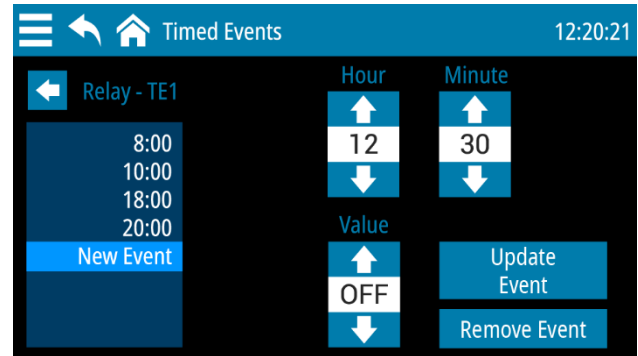 Timed Events 12:20:21
Relay - TE1
8:00
10:00
18:00
20:00
New Event
Hour Minute
12 30
Value
OFF
Update
Event
Remove Event